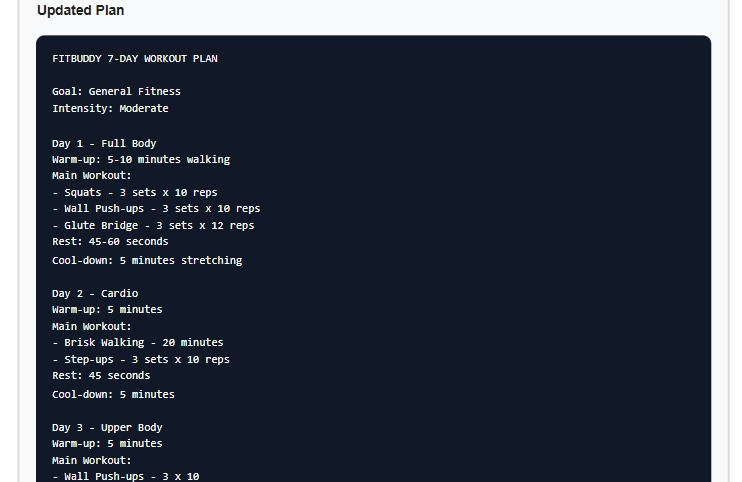 Updated Plan
FITBUDDY 7-DAY WORKOUT PLAN
Goal: General Fitness
Intensity: Moderate
Day 1 - Full Body
Warm-up: 5-10 minutes walking
Main Workout:
- Squats - 3 sets x 10 reps
- Wall Push-ups - 3 sets x 10 reps
- Glute Bridge - 3 sets x 12 reps
Rest: 45-60 seconds
Cool-down: 5 minutes stretching
Day 2 - Cardio
Warm-up: 5 minutes
Main Workout:
- Brisk Walking - 20 minutes
- Step-ups - 3 sets x 10 reps
Rest: 45 seconds
Cool-down: 5 minutes
Day 3 - Upper Body
Warm-up: 5 minutes
Main Workout:
- Wall Push-ups - 3 x 10